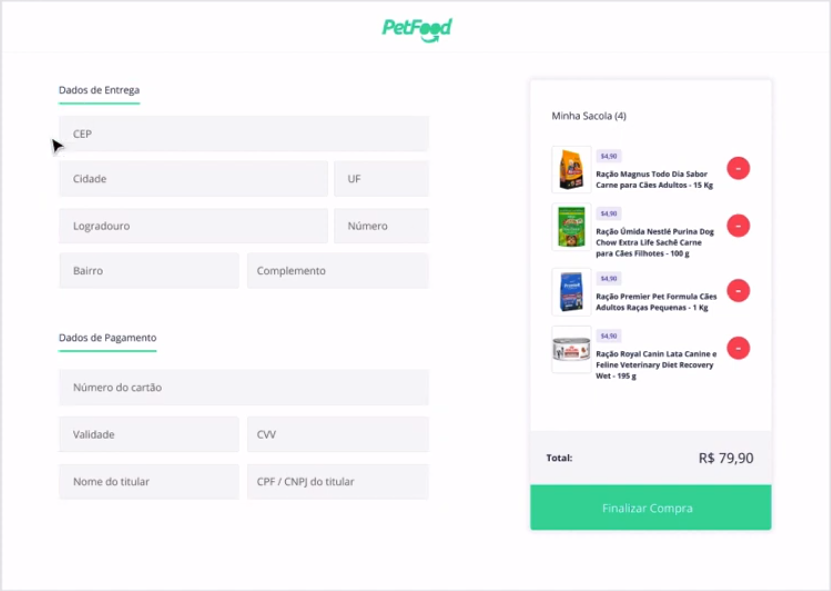 PetFood
Dados de Entrega
CEP
Cidade
UF
Logradouro
Número
Bairro
Complemento
Dados de Pagamento
Número do cartão
Validade
CVV
Nome do titular
CPF / CNPJ do titular
Minha Sacola (4)
$4,90
Ração Magnus Todo Dia Sabor
Carne para Cães Adultos - 15 Kg
$4,90
Ração Úmida Nestlé Purina Dog
Chow Extra Life Sachê Carne
para Cães Filhotes - 100 g
$4,90
Ração Premier Pet Formula Cães
Adultos Raças Pequenas - 1 Kg
$4,90
Ração Royal Canin Lata Canine e
Feline Veterinary Diet Recovery
Wet - 195 g
Total:
R$ 79,90
Finalizar Compra